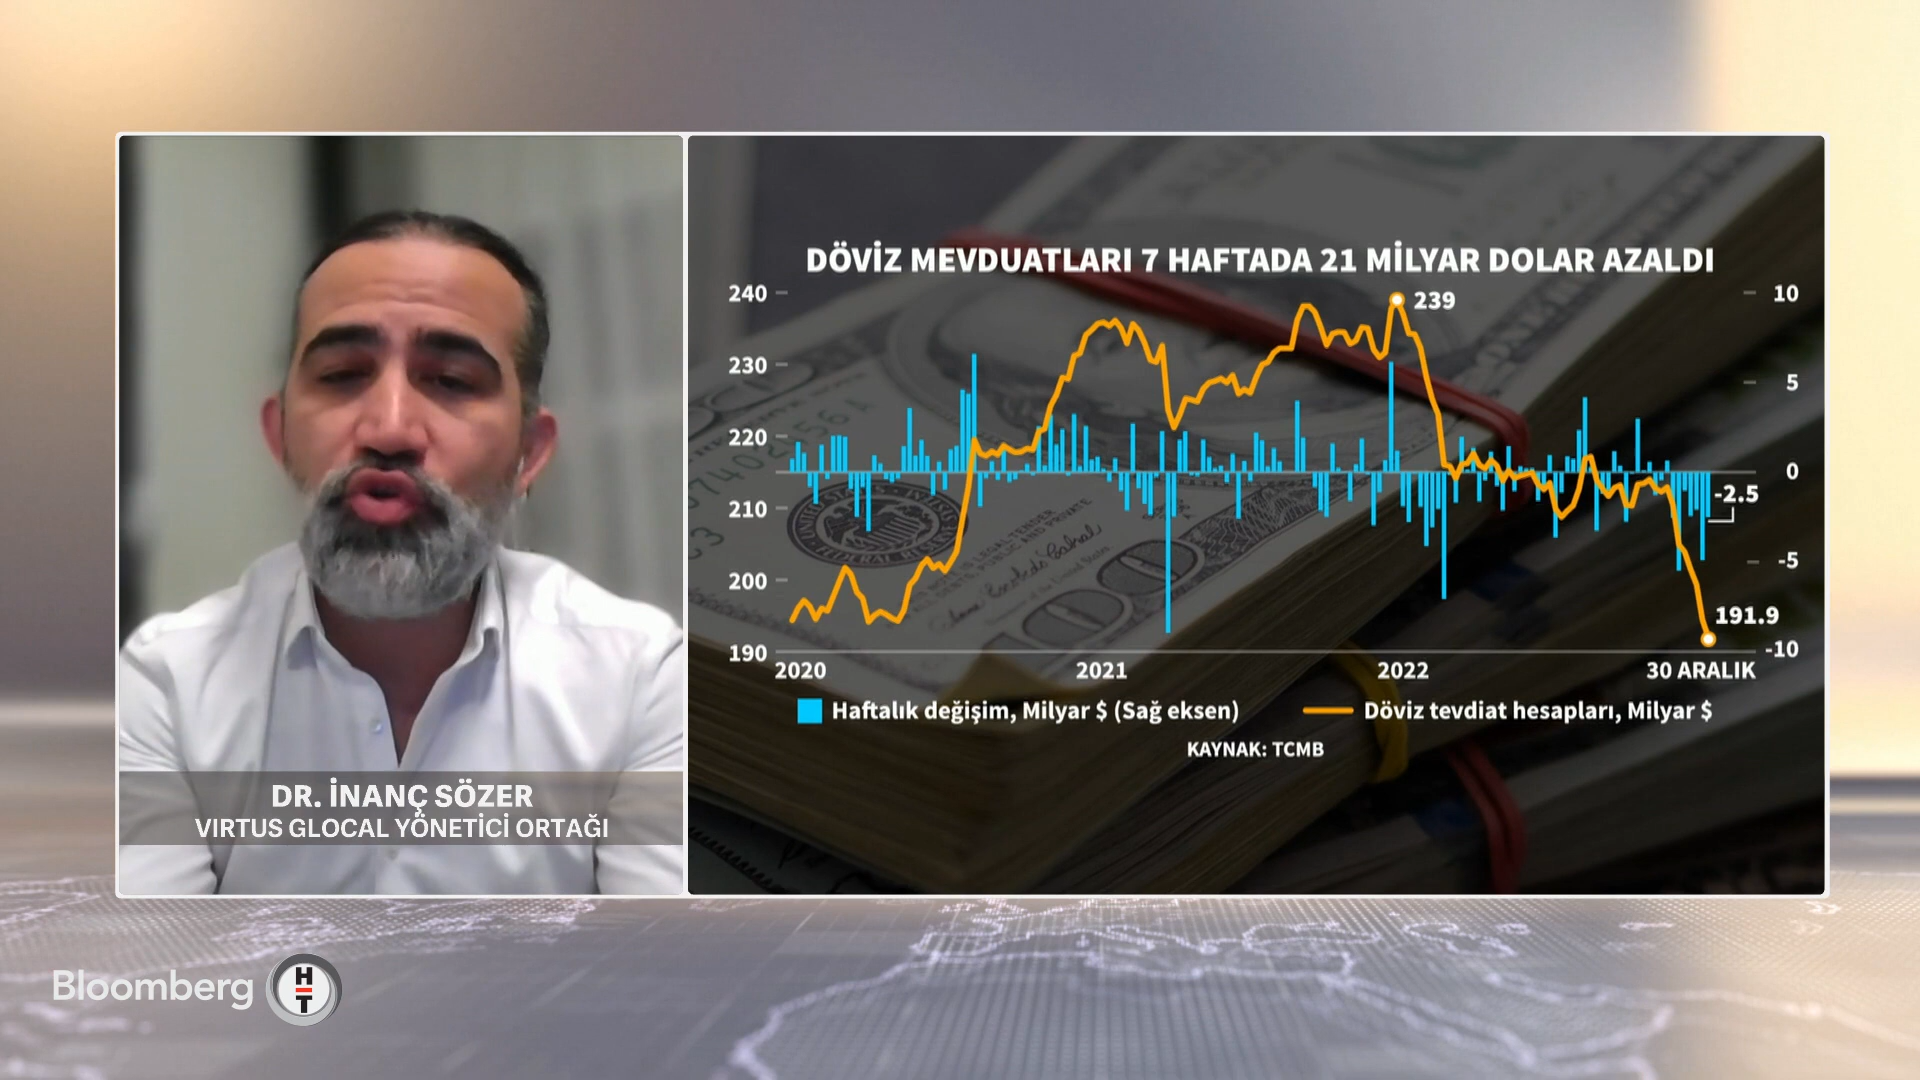 DÖVİZ MEVDUATLARI 7 HAFTADA 21 MİLYAR DOLAR AZALDI
240
230
220
210
200
190
10
5
0
-5
-10
239
-2.5
191.9
2020
2021
2022
30 ARALIK
Haftalık değişim, Milyar $ (Sağ eksen)
Döviz tevdiat hesapları, Milyar $
KAYNAK: TCMB
DR. İNANÇ SÖZER
VIRTUS GLOCAL YÖNETİCİ ORTAĞI
Bloomberg HT